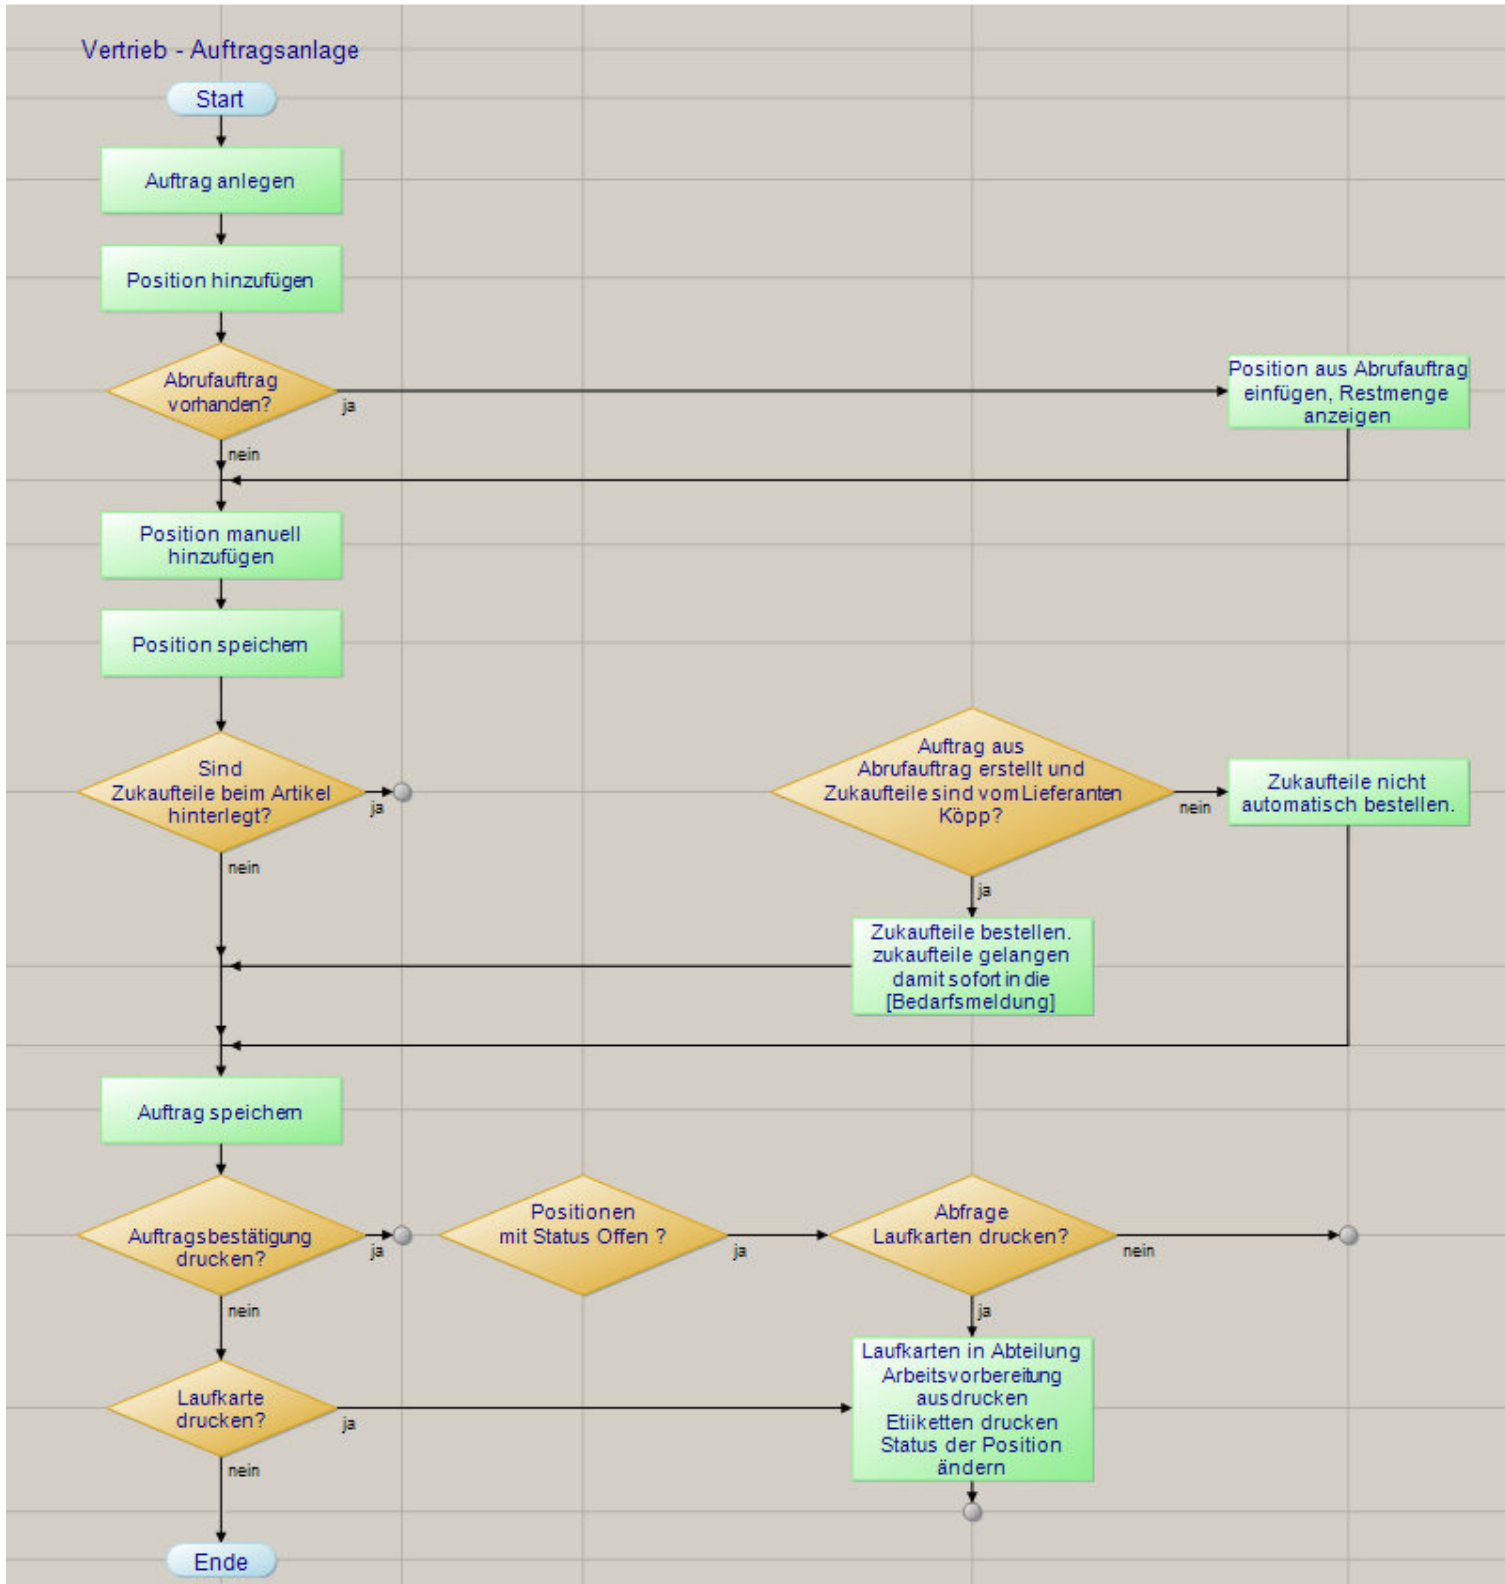 Vertrieb - Auftragsanlage
Start
Auftrag anlegen
Position hinzufügen
Abrufauftrag
vorhanden?
ja
nein
Position aus Abrufauftrag
einfügen, Restmenge
anzeigen
Position manuell
hinzufügen
Position speichern
Sind
Zukaufteile beim Artikel
hinterlegt?
ja
nein
Auftrag aus
Abrufauftrag erstellt und
Zukaufteile sind vom Lieferanten
Köpp?
nein
ja
Zukaufteile nicht
automatisch bestellen.
Zukaufteile bestellen.
zukaufteile gelangen
damit sofort in die
[Bedarfsmeldung]
Auftrag speichern
Auftragsbestätigung
drucken?
ja
nein
Positionen
mit Status Offen ?
ja
Abfrage
Laufkarten drucken?
nein
ja
Laufkarte
drucken?
ja
nein
Laufkarten in Abteilung
Arbeitsvorbereitung
ausdrucken
Etiiketten drucken
Status der Position
ändern
Ende